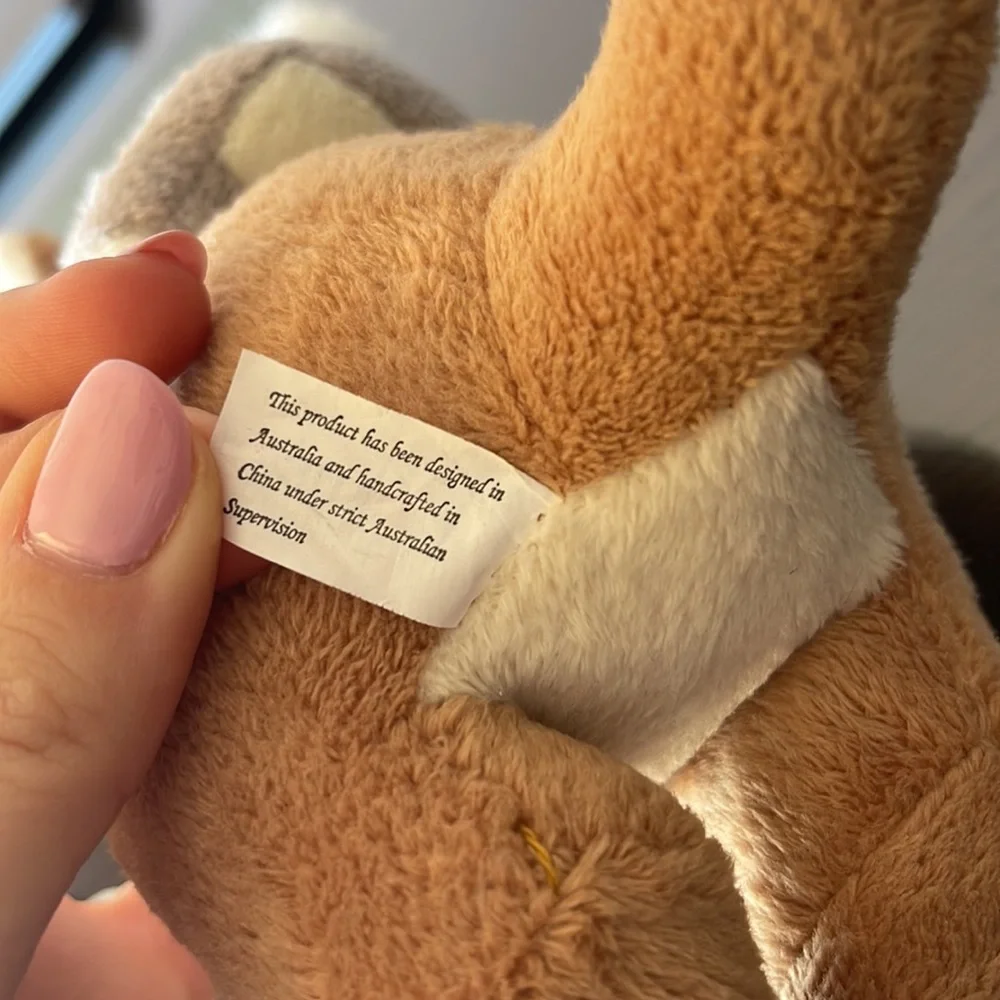 This product has been designed in
Australia and handcrafted in
China under strict Australian
Supervision